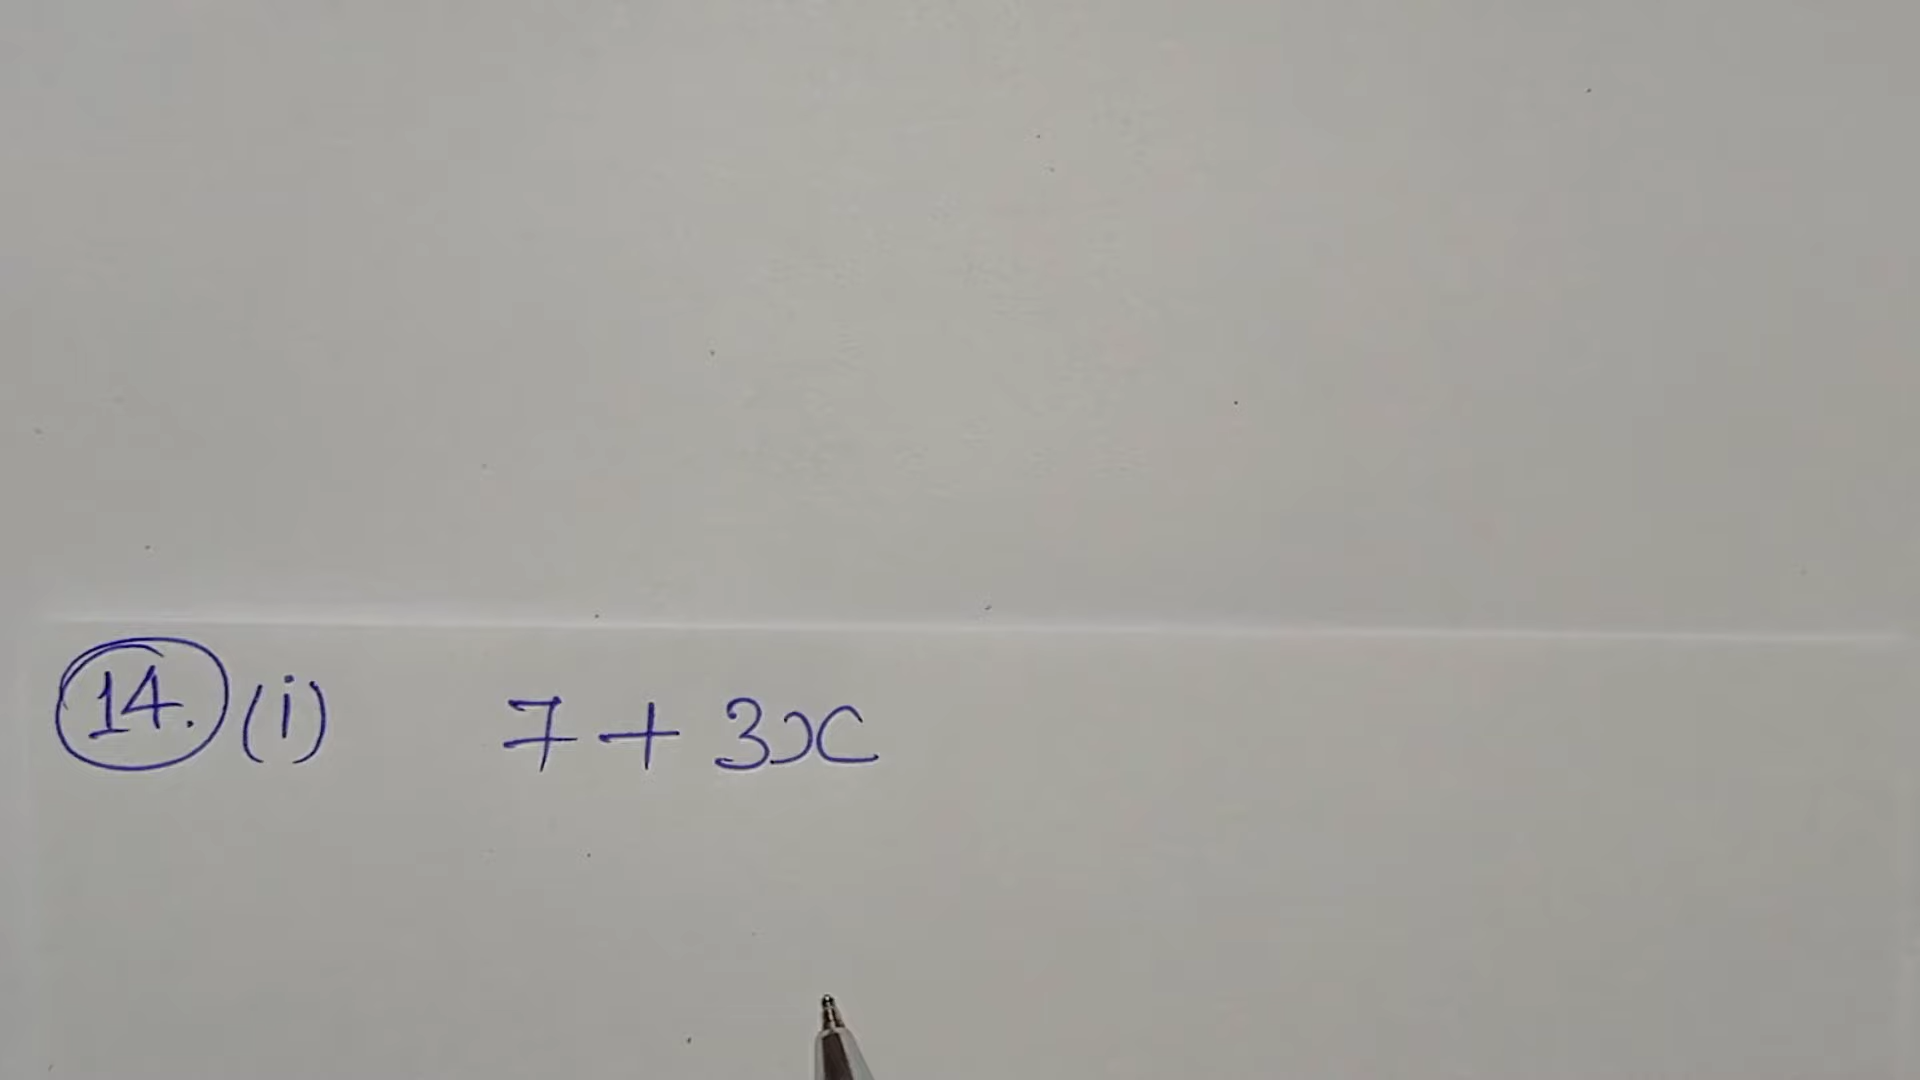 14. (i) 7 + 3x